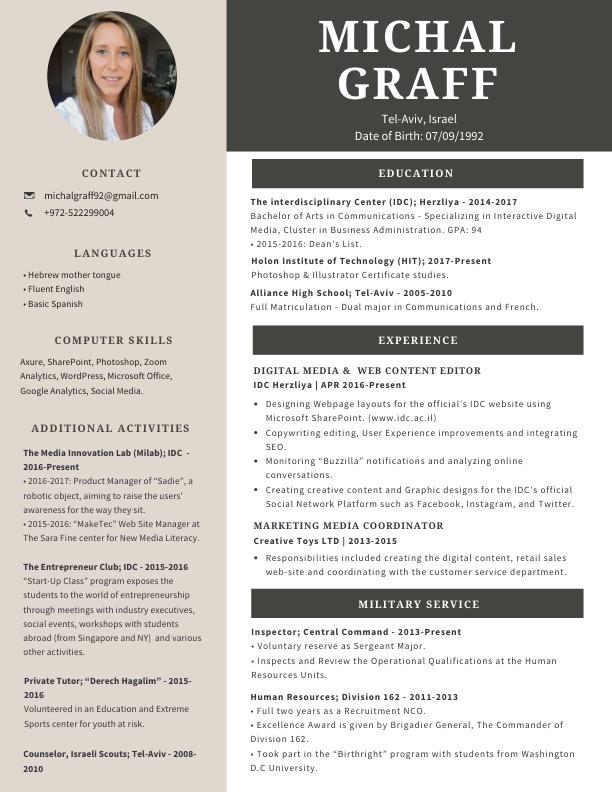 MICHAL
GRAFF
Tel-Aviv, Israel
Date of Birth: 07/09/1992
CONTACT
michalgraff92@gmail.com
+972-522299004
LANGUAGES
• Hebrew mother tongue
• Fluent English
• Basic Spanish
COMPUTER SKILLS
Axure, SharePoint, Photoshop, Zoom
Analytics, WordPress, Microsoft Office,
Google Analytics, Social Media.
ADDITIONAL ACTIVITIES
The Media Innovation Lab (Milab); IDC -
2016-Present
• 2016-2017: Product Manager of "Sadie", a
robotic object, aiming to raise the users'
awareness for the way they sit.
• 2015-2016: "MakeTec" Web Site Manager at
The Sara Fine center for New Media Literacy.
The Entrepreneur Club; IDC - 2015-2016
"Start-Up Class" program exposes the
students to the world of entrepreneurship
through meetings with industry executives,
social events, workshops with students
abroad (from Singapore and NY) and various
other activities.
Private Tutor; "Derech Hagalim" - 2015-
2016
Volunteered in an Education and Extreme
Sports center for youth at risk.
Counselor, Israeli Scouts; Tel-Aviv - 2008-
2010
EDUCATION
The interdisciplinary Center (IDC); Herzliya - 2014-2017
Bachelor of Arts in Communications - Specializing in Interactive Digital
Media, Cluster in Business Administration. GPA: 94
• 2015-2016: Dean's List.
Holon Institute of Technology (HIT); 2017-Present
Photoshop & Illustrator Certificate studies.
Alliance High School; Tel-Aviv - 2005-2010
Full Matriculation - Dual major in Communications and French.
EXPERIENCE
DIGITAL MEDIA & WEB CONTENT EDITOR
IDC Herzliya | APR 2016-Present
• Designing Webpage layouts for the official's IDC website using
Microsoft SharePoint. (www.idc.ac.il)
• Copywriting editing, User Experience improvements and integrating
SEO.
• Monitoring "Buzzilla" notifications and analyzing online
conversations.
• Creating creative content and Graphic designs for the IDC's official
Social Network Platform such as Facebook, Instagram, and Twitter.
MARKETING MEDIA COORDINATOR
Creative Toys LTD | 2013-2015
• Responsibilities included creating the digital content, retail sales
web-site and coordinating with the customer service department.
MILITARY SERVICE
Inspector; Central Command - 2013-Present
• Voluntary reserve as Sergeant Major.
• Inspects and Review the Operational Qualifications at the Human
Resources Units.
Human Resources; Division 162 - 2011-2013
• Full two years as a Recruitment NCO.
• Excellence Award is given by Brigadier General, The Commander of
Division 162.
• Took part in the "Birthright" program with students from Washington
D.C University.